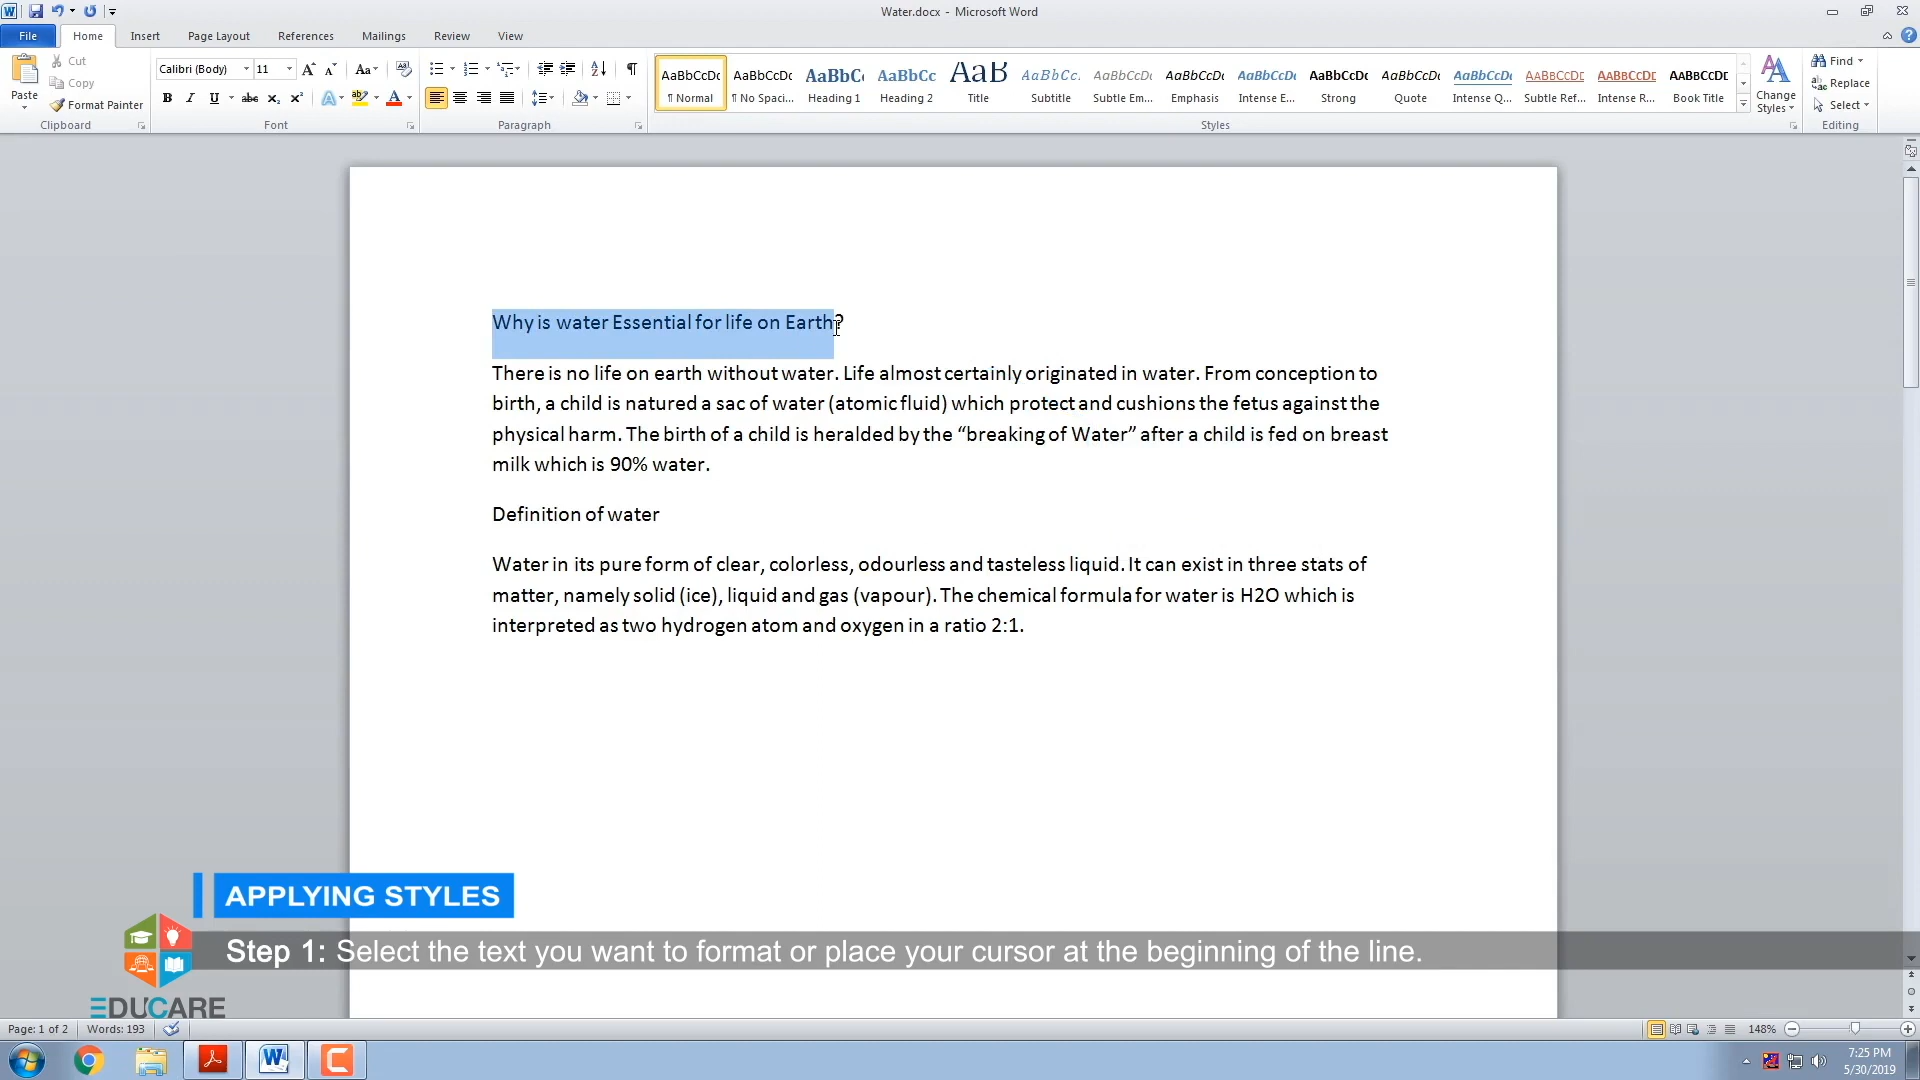 Water.docx - Microsoft Word
File Home Insert Page Layout References Mailings Review View
Paste
Cut
Copy
Format Painter
Clipboard
Calibri (Body) 11
Font
Paragraph
AaBbCcDc AaBbCcDc AaBbC AaBbCc AaB AaBbCc. AaBbCcDc AaBbCcDc AaBbCcDc AaBbCcDc AaBbCcDc AaBbCcDc AABBCCDE AABBCCDE AABBCCDE
¶ Normal ¶ No Spaci... Heading 1 Heading 2 Title Subtitle Subtle Em... Emphasis Intense E... Strong Quote Intense Q... Subtle Ref... Intense R... Book Title
Styles
Change
Styles
Find
Replace
Select
Editing
Why is water Essential for life on Earth?
There is no life on earth without water. Life almost certainly originated in water. From conception to
birth, a child is natured a sac of water (atomic fluid) which protect and cushions the fetus against the
physical harm. The birth of a child is heralded by the “breaking of Water” after a child is fed on breast
milk which is 90% water.
Definition of water
Water in its pure form of clear, colorless, odourless and tasteless liquid. It can exist in three stats of
matter, namely solid (ice), liquid and gas (vapour). The chemical formula for water is H2O which is
interpreted as two hydrogen atom and oxygen in a ratio 2:1.
APPLYING STYLES
Step 1: Select the text you want to format or place your cursor at the beginning of the line.
EDUCARE
Page: 1 of 2 Words: 193
148%
7:25 PM
5/30/2019